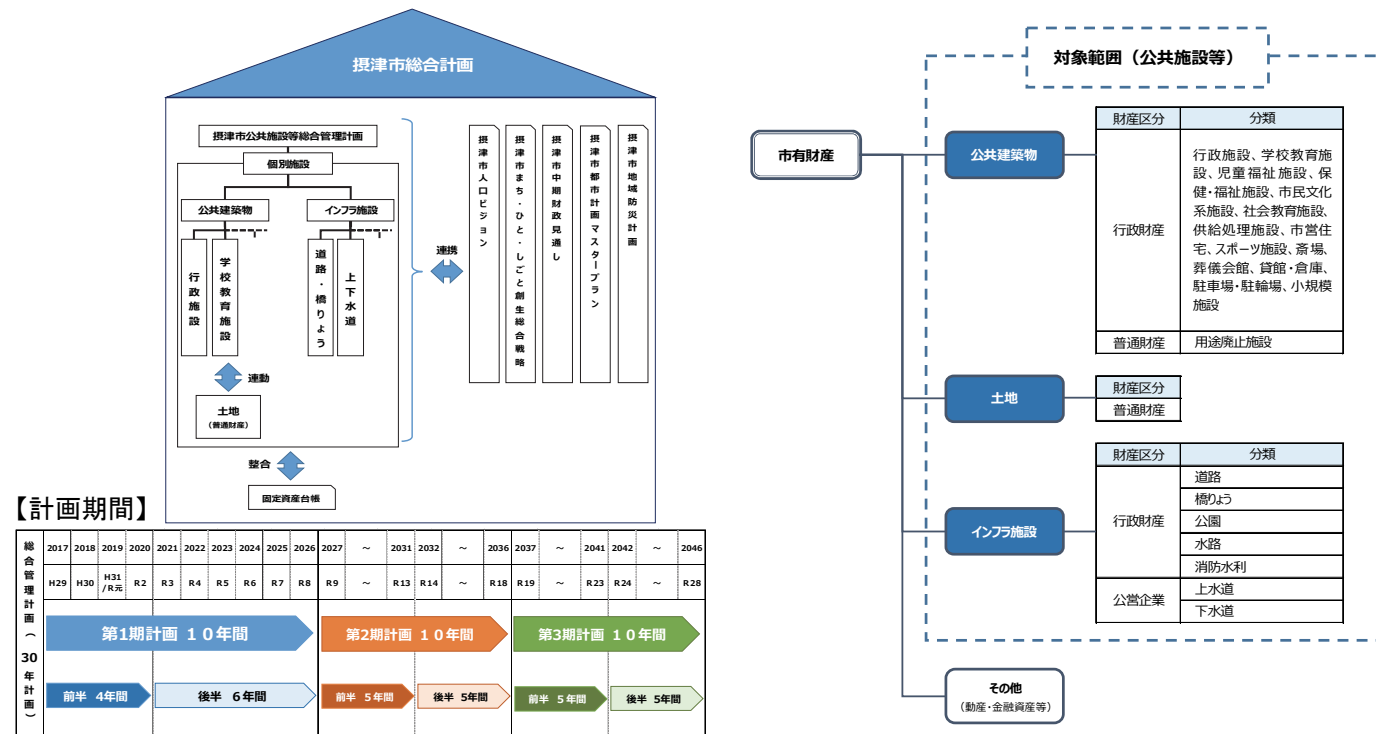 摂津市総合計画
摂津市公共施設等総合管理計画
個別施設
公共建築物
インフラ施設
行政施設
学校教育施設
道路・橋りょう
上下水道
連動
土地
(普通財産)
整合
固定資産台帳
連携
摂津市人口ビジョン
摂津市まち・ひと・しごと創生総合戦略
摂津市中期財政見通し
摂津市都市計画マスタープラン
摂津市地域防災計画
【計画期間】
総合管理計画(30年計画)
2017 2018 2019 2020 2021 2022 2023 2024 2025 2026 2027 ～ 2031 2032 ～ 2036 2037 ～ 2041 2042 ～ 2046
H29 H30 H31/R元 R2 R3 R4 R5 R6 R7 R8 R9 ～ R13 R14 ～ R18 R19 ～ R23 R24 ～ R28
第1期計画 10年間 第2期計画 10年間 第3期計画 10年間
前半 4年間 後半 6年間 前半 5年間 後半 5年間 前半 5年間 後半 5年間
対象範囲（公共施設等）
市有財産
公共建築物
財産区分 分類
行政財産
行政施設、学校教育施
設、児童福祉施設、保
健・福祉施設、市民文化
系施設、社会教育施設、
供給処理施設、市営住
宅、スポーツ施設、斎場、
葬儀会館、貸館・倉庫、
駐車場・駐輪場、小規模
施設
普通財産 用途廃止施設
土地
財産区分
普通財産
インフラ施設
財産区分 分類
行政財産
道路
橋りょう
公園
水路
消防水利
公営企業
上水道
下水道
その他
（動産・金融資産等）